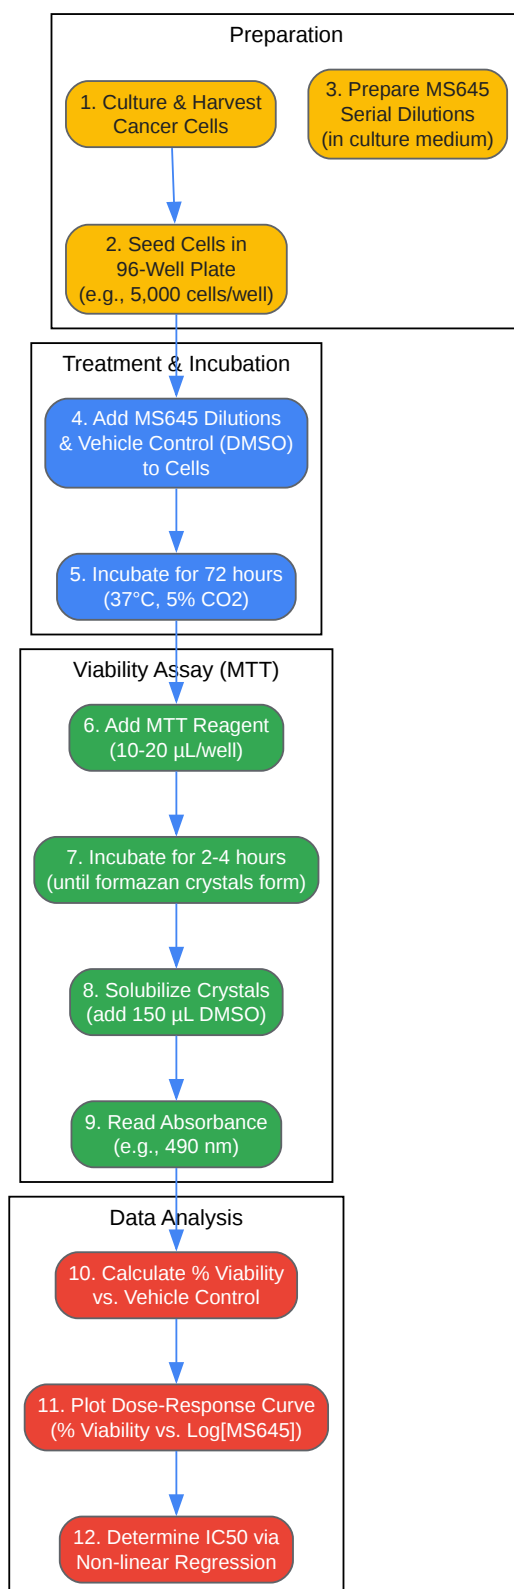 Preparation
1. Culture & Harvest
Cancer Cells
3. Prepare MS645
Serial Dilutions
(in culture medium)
2. Seed Cells in
96-Well Plate
(e.g., 5,000 cells/well)
Treatment & Incubation
4. Add MS645 Dilutions
& Vehicle Control (DMSO)
to Cells
5. Incubate for 72 hours
(37°C, 5% CO2)
Viability Assay (MTT)
6. Add MTT Reagent
(10-20 µL/well)
7. Incubate for 2-4 hours
(until formazan crystals form)
8. Solubilize Crystals
(add 150 µL DMSO)
9. Read Absorbance
(e.g., 490 nm)
Data Analysis
10. Calculate % Viability
vs. Vehicle Control
11. Plot Dose-Response Curve
(% Viability vs. Log[MS645])
12. Determine IC50 via
Non-linear Regression